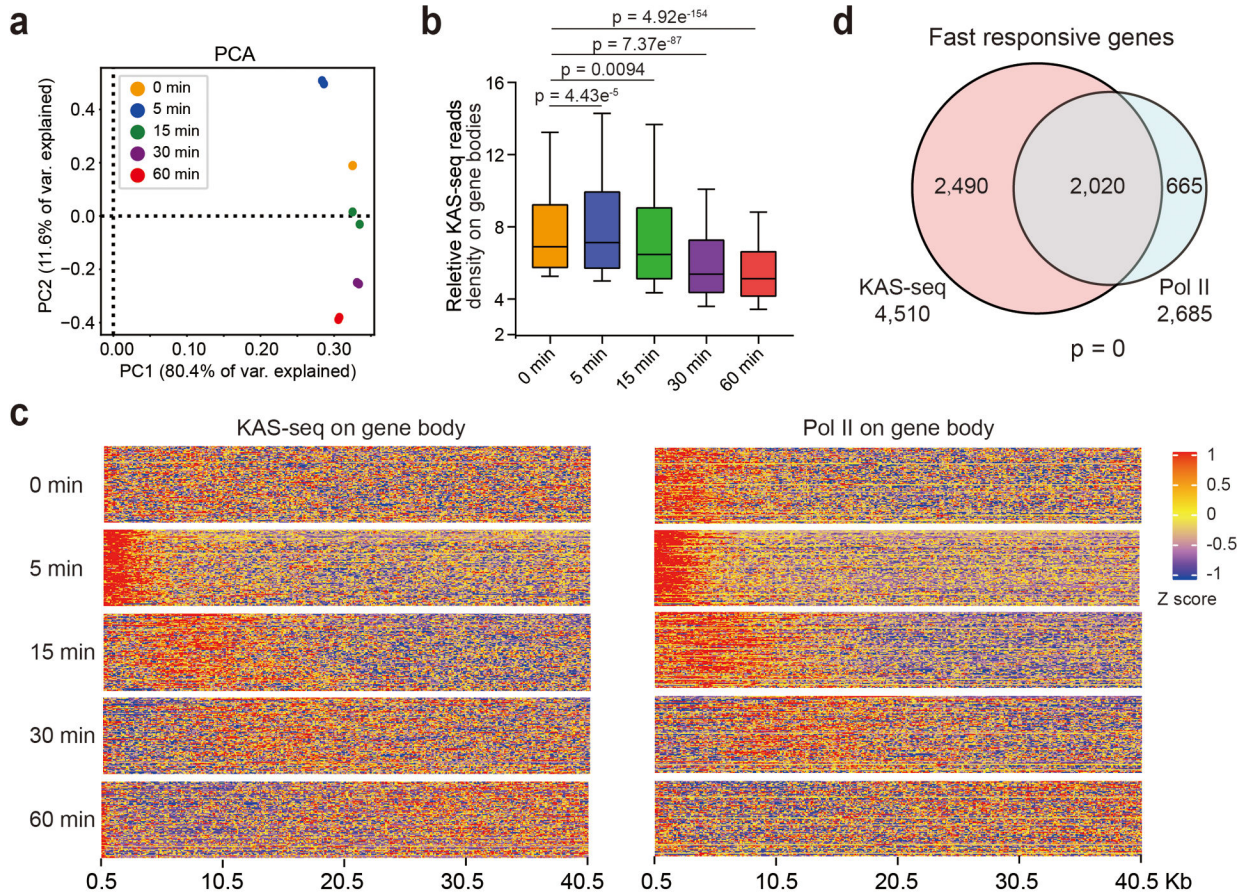 a
PCA
0 min
5 min
15 min
30 min
60 min
0.4
0.2
0.0
−0.2
−0.4
PC2 (11.6% of var. explained)
0.00
0.10
0.20
0.30
PC1 (80.4% of var. explained)
b
p = 4.92e-154
p = 7.37e-87
p = 0.0094
p = 4.43e-5
Reletive KAS-seq reads
density on gene bodies
16
12
8
4
2
0 min
5 min
15 min
30 min
60 min
d
Fast responsive genes
2,490
2,020
665
KAS-seq
4,510
Pol II
2,685
p = 0
c
KAS-seq on gene body
Pol II on gene body
0 min
5 min
15 min
30 min
60 min
0.5
10.5
20.5
30.5
40.5
0.5
10.5
20.5
30.5
40.5 Kb
1
0.5
0
-0.5
-1
Z score